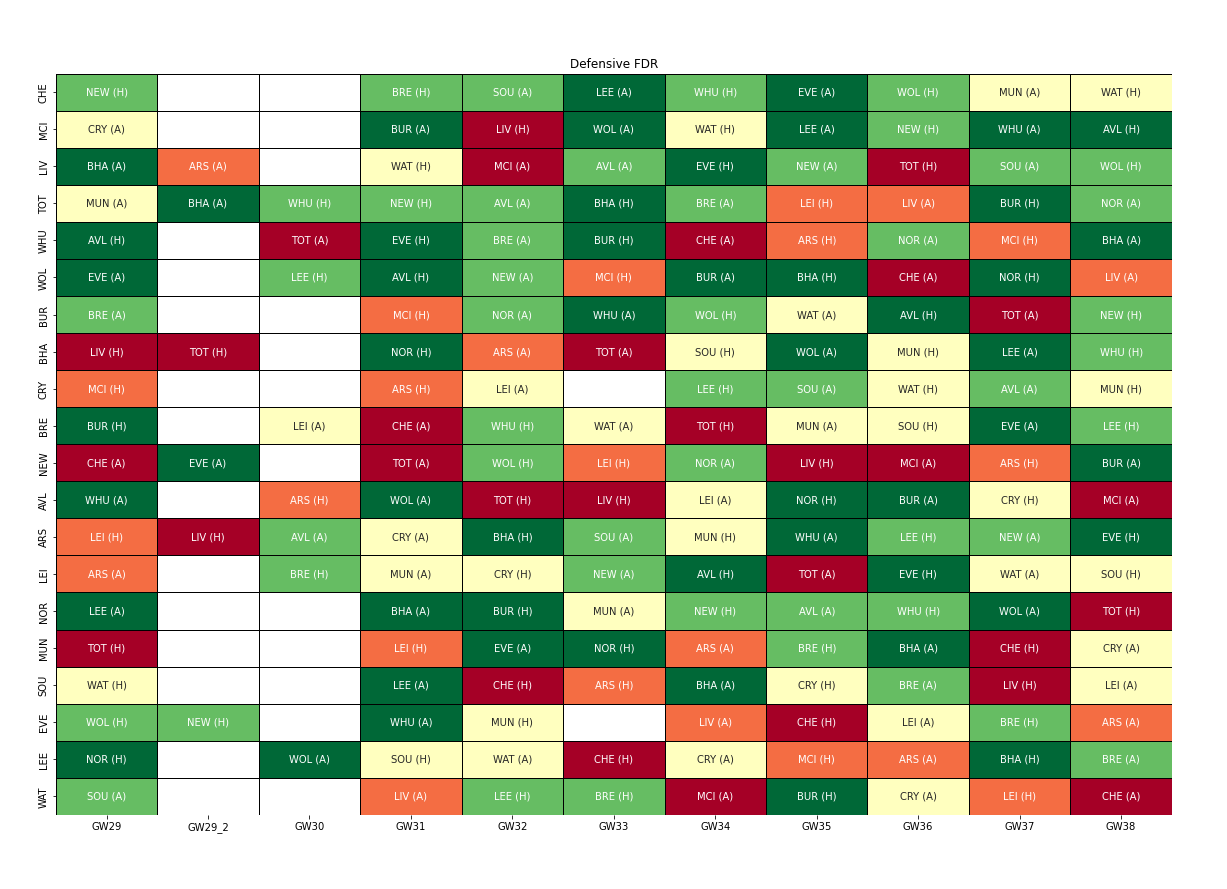 Defensive FDR
CHE NEW (H) BRE (H) SOU (A) LEE (A) WHU (H) EVE (A) WOL (H) MUN (A) WAT (H)
MCI CRY (A) BUR (A) LIV (H) WOL (A) WAT (H) LEE (A) NEW (H) WHU (A) AVL (H)
LIV BHA (A) ARS (A) WAT (H) MCI (A) AVL (A) EVE (H) NEW (A) TOT (H) SOU (A) WOL (H)
TOT MUN (A) BHA (A) WHU (H) NEW (H) AVL (A) BHA (H) BRE (A) LEI (H) LIV (A) BUR (H) NOR (A)
WHU AVL (H) TOT (A) EVE (H) BRE (A) BUR (H) CHE (A) ARS (H) NOR (A) MCI (H) BHA (A)
WOL EVE (A) LEE (H) AVL (H) NEW (A) MCI (H) BUR (A) BHA (H) CHE (A) NOR (H) LIV (A)
BUR BRE (A) MCI (H) NOR (A) WHU (A) WOL (H) WAT (A) AVL (H) TOT (A) NEW (H)
BHA LIV (H) TOT (H) NOR (H) ARS (A) TOT (A) SOU (H) WOL (A) MUN (H) LEE (A) WHU (H)
CRY MCI (H) ARS (H) LEI (A) LEE (H) SOU (A) WAT (H) AVL (A) MUN (H)
BRE BUR (H) LEI (A) CHE (A) WHU (H) WAT (A) TOT (H) MUN (A) SOU (H) EVE (A) LEE (H)
NEW CHE (A) EVE (A) TOT (A) WOL (H) LEI (H) NOR (A) LIV (H) MCI (A) ARS (H) BUR (A)
AVL WHU (A) ARS (H) WOL (A) TOT (H) LIV (H) LEI (A) NOR (H) BUR (A) CRY (H) MCI (A)
ARS LEI (H) LIV (H) AVL (A) CRY (A) BHA (H) SOU (A) MUN (H) WHU (A) LEE (H) NEW (A) EVE (H)
LEI ARS (A) BRE (H) MUN (A) CRY (H) NEW (A) AVL (H) TOT (A) EVE (H) WAT (A) SOU (H)
NOR LEE (A) BHA (A) BUR (H) MUN (A) NEW (H) AVL (A) WHU (H) WOL (A) TOT (H)
MUN TOT (H) LEI (H) EVE (A) NOR (H) ARS (A) BRE (H) BHA (A) CHE (H) CRY (A)
SOU WAT (H) LEE (A) CHE (H) ARS (H) BHA (A) CRY (H) BRE (A) LIV (H) LEI (A)
EVE WOL (H) NEW (H) WHU (A) MUN (H) LIV (A) CHE (H) LEI (A) BRE (H) ARS (A)
LEE NOR (H) WOL (A) SOU (H) WAT (A) CHE (H) CRY (A) MCI (H) ARS (A) BHA (H) BRE (A)
WAT SOU (A) LIV (A) LEE (H) BRE (H) MCI (A) BUR (H) CRY (A) LEI (H) CHE (A)
GW29 GW29_2 GW30 GW31 GW32 GW33 GW34 GW35 GW36 GW37 GW38